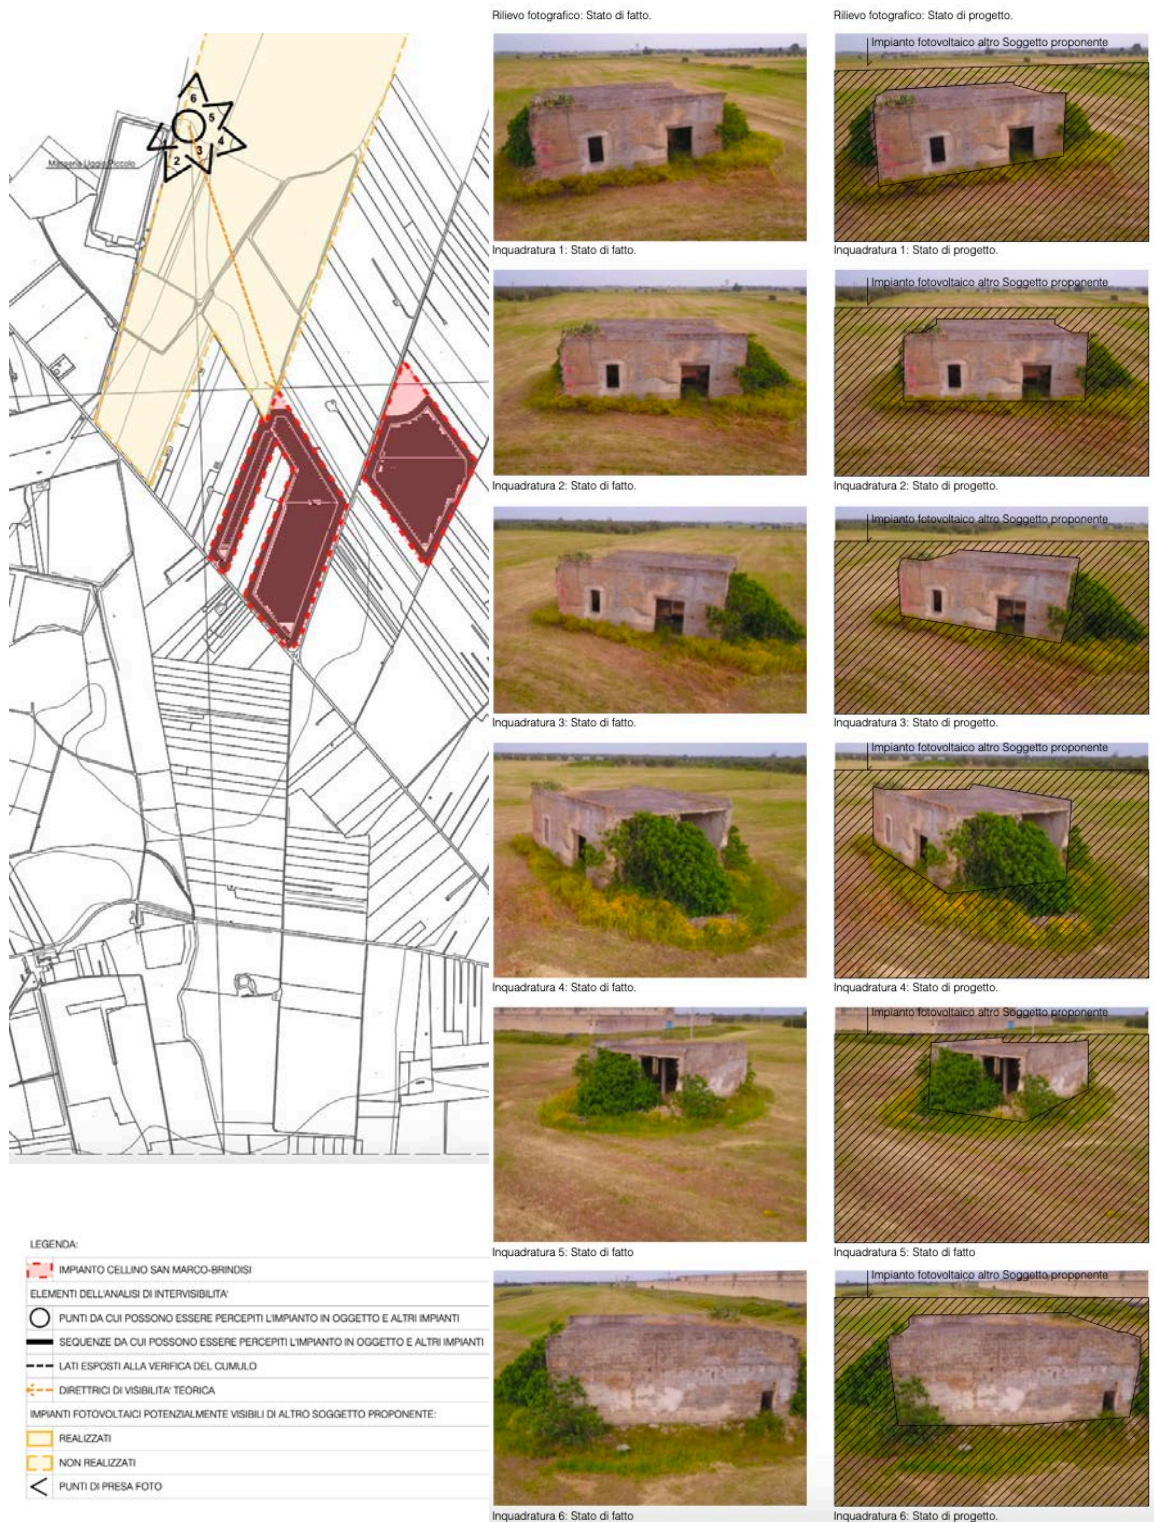 Rilievo fotografico: Stato di fatto.
Rilievo fotografico: Stato di progetto.
Impianto fotovoltaico altro Soggetto proponente
Inquadratura 1: Stato di fatto.
Inquadratura 1: Stato di progetto.
Impianto fotovoltaico altro Soggetto proponente
Inquadratura 2: Stato di fatto.
Inquadratura 2: Stato di progetto.
Impianto fotovoltaico altro Soggetto proponente
Inquadratura 3: Stato di fatto.
Inquadratura 3: Stato di progetto.
Impianto fotovoltaico altro Soggetto proponente
Inquadratura 4: Stato di fatto.
Inquadratura 4: Stato di progetto.
Impianto fotovoltaico altro Soggetto proponente
Inquadratura 5: Stato di fatto
Inquadratura 5: Stato di fatto
Impianto fotovoltaico altro Soggetto proponente
Inquadratura 6: Stato di fatto
Inquadratura 6: Stato di progetto.
6
5
4
3
2
Masseria Uggio Piccolo
LEGENDA:
IMPIANTO CELLINO SAN MARCO-BRINDISI
ELEMENTI DELL'ANALISI DI INTERVISIBILITA'
PUNTI DA CUI POSSONO ESSERE PERCEPITI L'IMPIANTO IN OGGETTO E ALTRI IMPIANTI
SEQUENZE DA CUI POSSONO ESSERE PERCEPITI L'IMPIANTO IN OGGETTO E ALTRI IMPIANTI
LATI ESPOSTI ALLA VERIFICA DEL CUMULO
DIRETTRICI DI VISIBILITA' TEORICA
IMPIANTI FOTOVOLTAICI POTENZIALMENTE VISIBILI DI ALTRO SOGGETTO PROPONENTE:
REALIZZATI
NON REALIZZATI
PUNTI DI PRESA FOTO